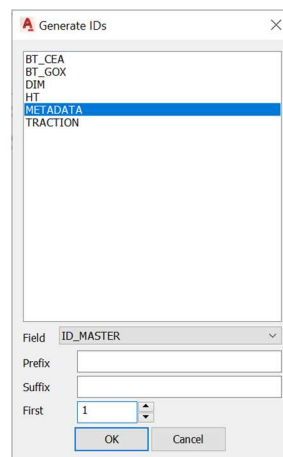 Generate IDs
BT_CEA
BT_GOX
DIM
HT
METADATA
TRACTION
Field ID_MASTER
Prefix
Suffix
First 1
OK Cancel